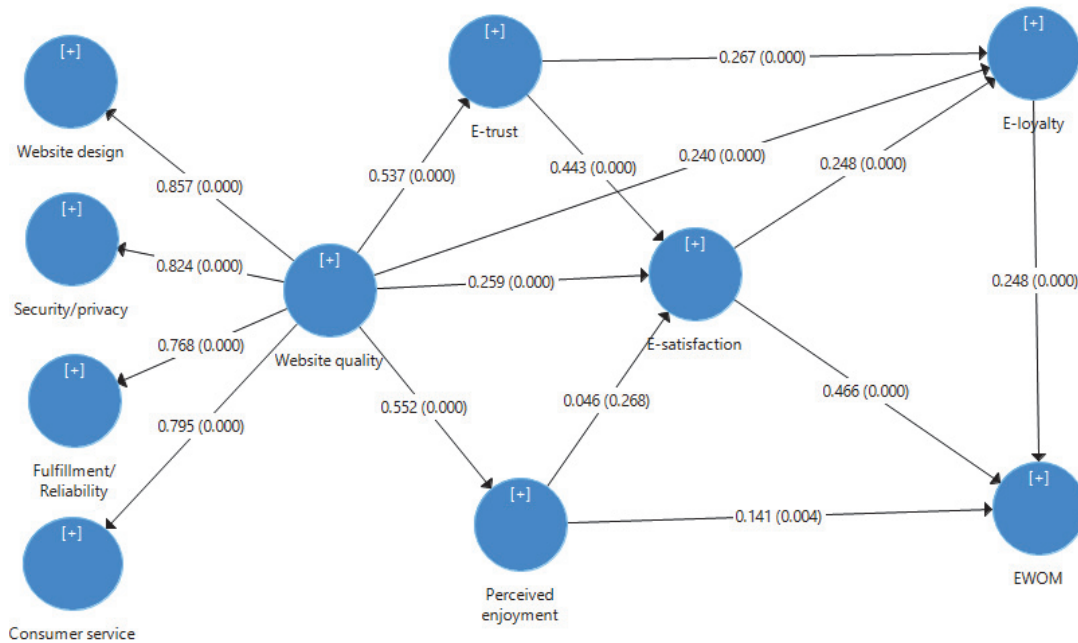 [+]
Website design
[+]
Security/privacy
[+]
Fulfillment/
Reliability
[+]
Consumer service
0.857 (0.000)
0.824 (0.000)
0.768 (0.000)
0.795 (0.000)
[+]
Website quality
0.537 (0.000)
0.259 (0.000)
0.552 (0.000)
0.240 (0.000)
[+]
E-trust
0.267 (0.000)
0.443 (0.000)
[+]
E-satisfaction
0.248 (0.000)
0.466 (0.000)
[+]
Perceived
enjoyment
0.046 (0.268)
0.141 (0.004)
[+]
E-loyalty
0.248 (0.000)
[+]
EWOM